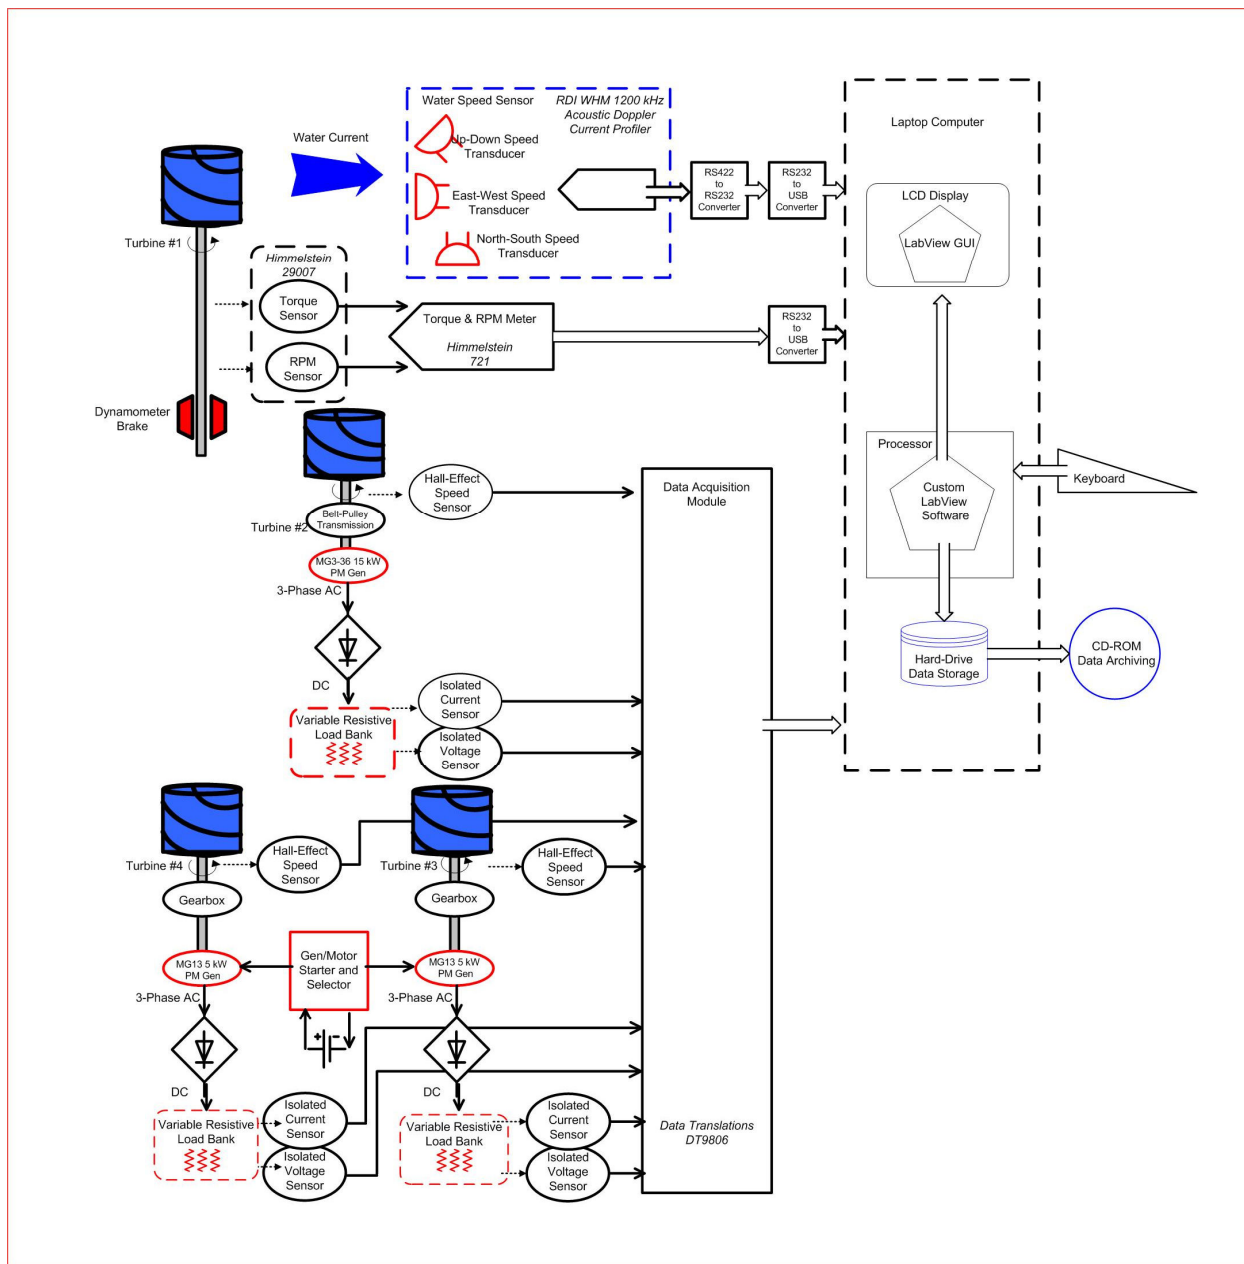 Water Speed Sensor
RDI WHM 1200 kHz
Acoustic Doppler
Current Profiler
Up-Down Speed
Transducer
East-West Speed
Transducer
North-South Speed
Transducer
Water Current
Turbine #1
RS422
to
RS232
Converter
RS232
to
USB
Converter
Laptop Computer
LCD Display
LabView GUI
Himmelstein
29007
Torque
Sensor
RPM
Sensor
Torque & RPM Meter
Himmelstein
721
RS232
to
USB
Converter
Dynamometer
Brake
Processor
Custom
LabView
Software
Keyboard
Hall-Effect
Speed
Sensor
Data Acquisition
Module
Belt-Pulley
Transmission
Turbine #2
MG3-36 15 kW
PM Gen
3-Phase AC
DC
Variable Resistive
Load Bank
Isolated
Current
Sensor
Isolated
Voltage
Sensor
Hard-Drive
Data Storage
CD-ROM
Data Archiving
Turbine #4
Hall-Effect
Speed
Sensor
Turbine #3
Hall-Effect
Speed
Sensor
Gearbox
Gearbox
MG13 5 kW
PM Gen
Gen/Motor
Starter and
Selector
MG13 5 kW
PM Gen
3-Phase AC
3-Phase AC
+
-
DC
DC
Variable Resistive
Load Bank
Isolated
Current
Sensor
Isolated
Voltage
Sensor
Variable Resistive
Load Bank
Isolated
Current
Sensor
Isolated
Voltage
Sensor
Data Translations
DT9806